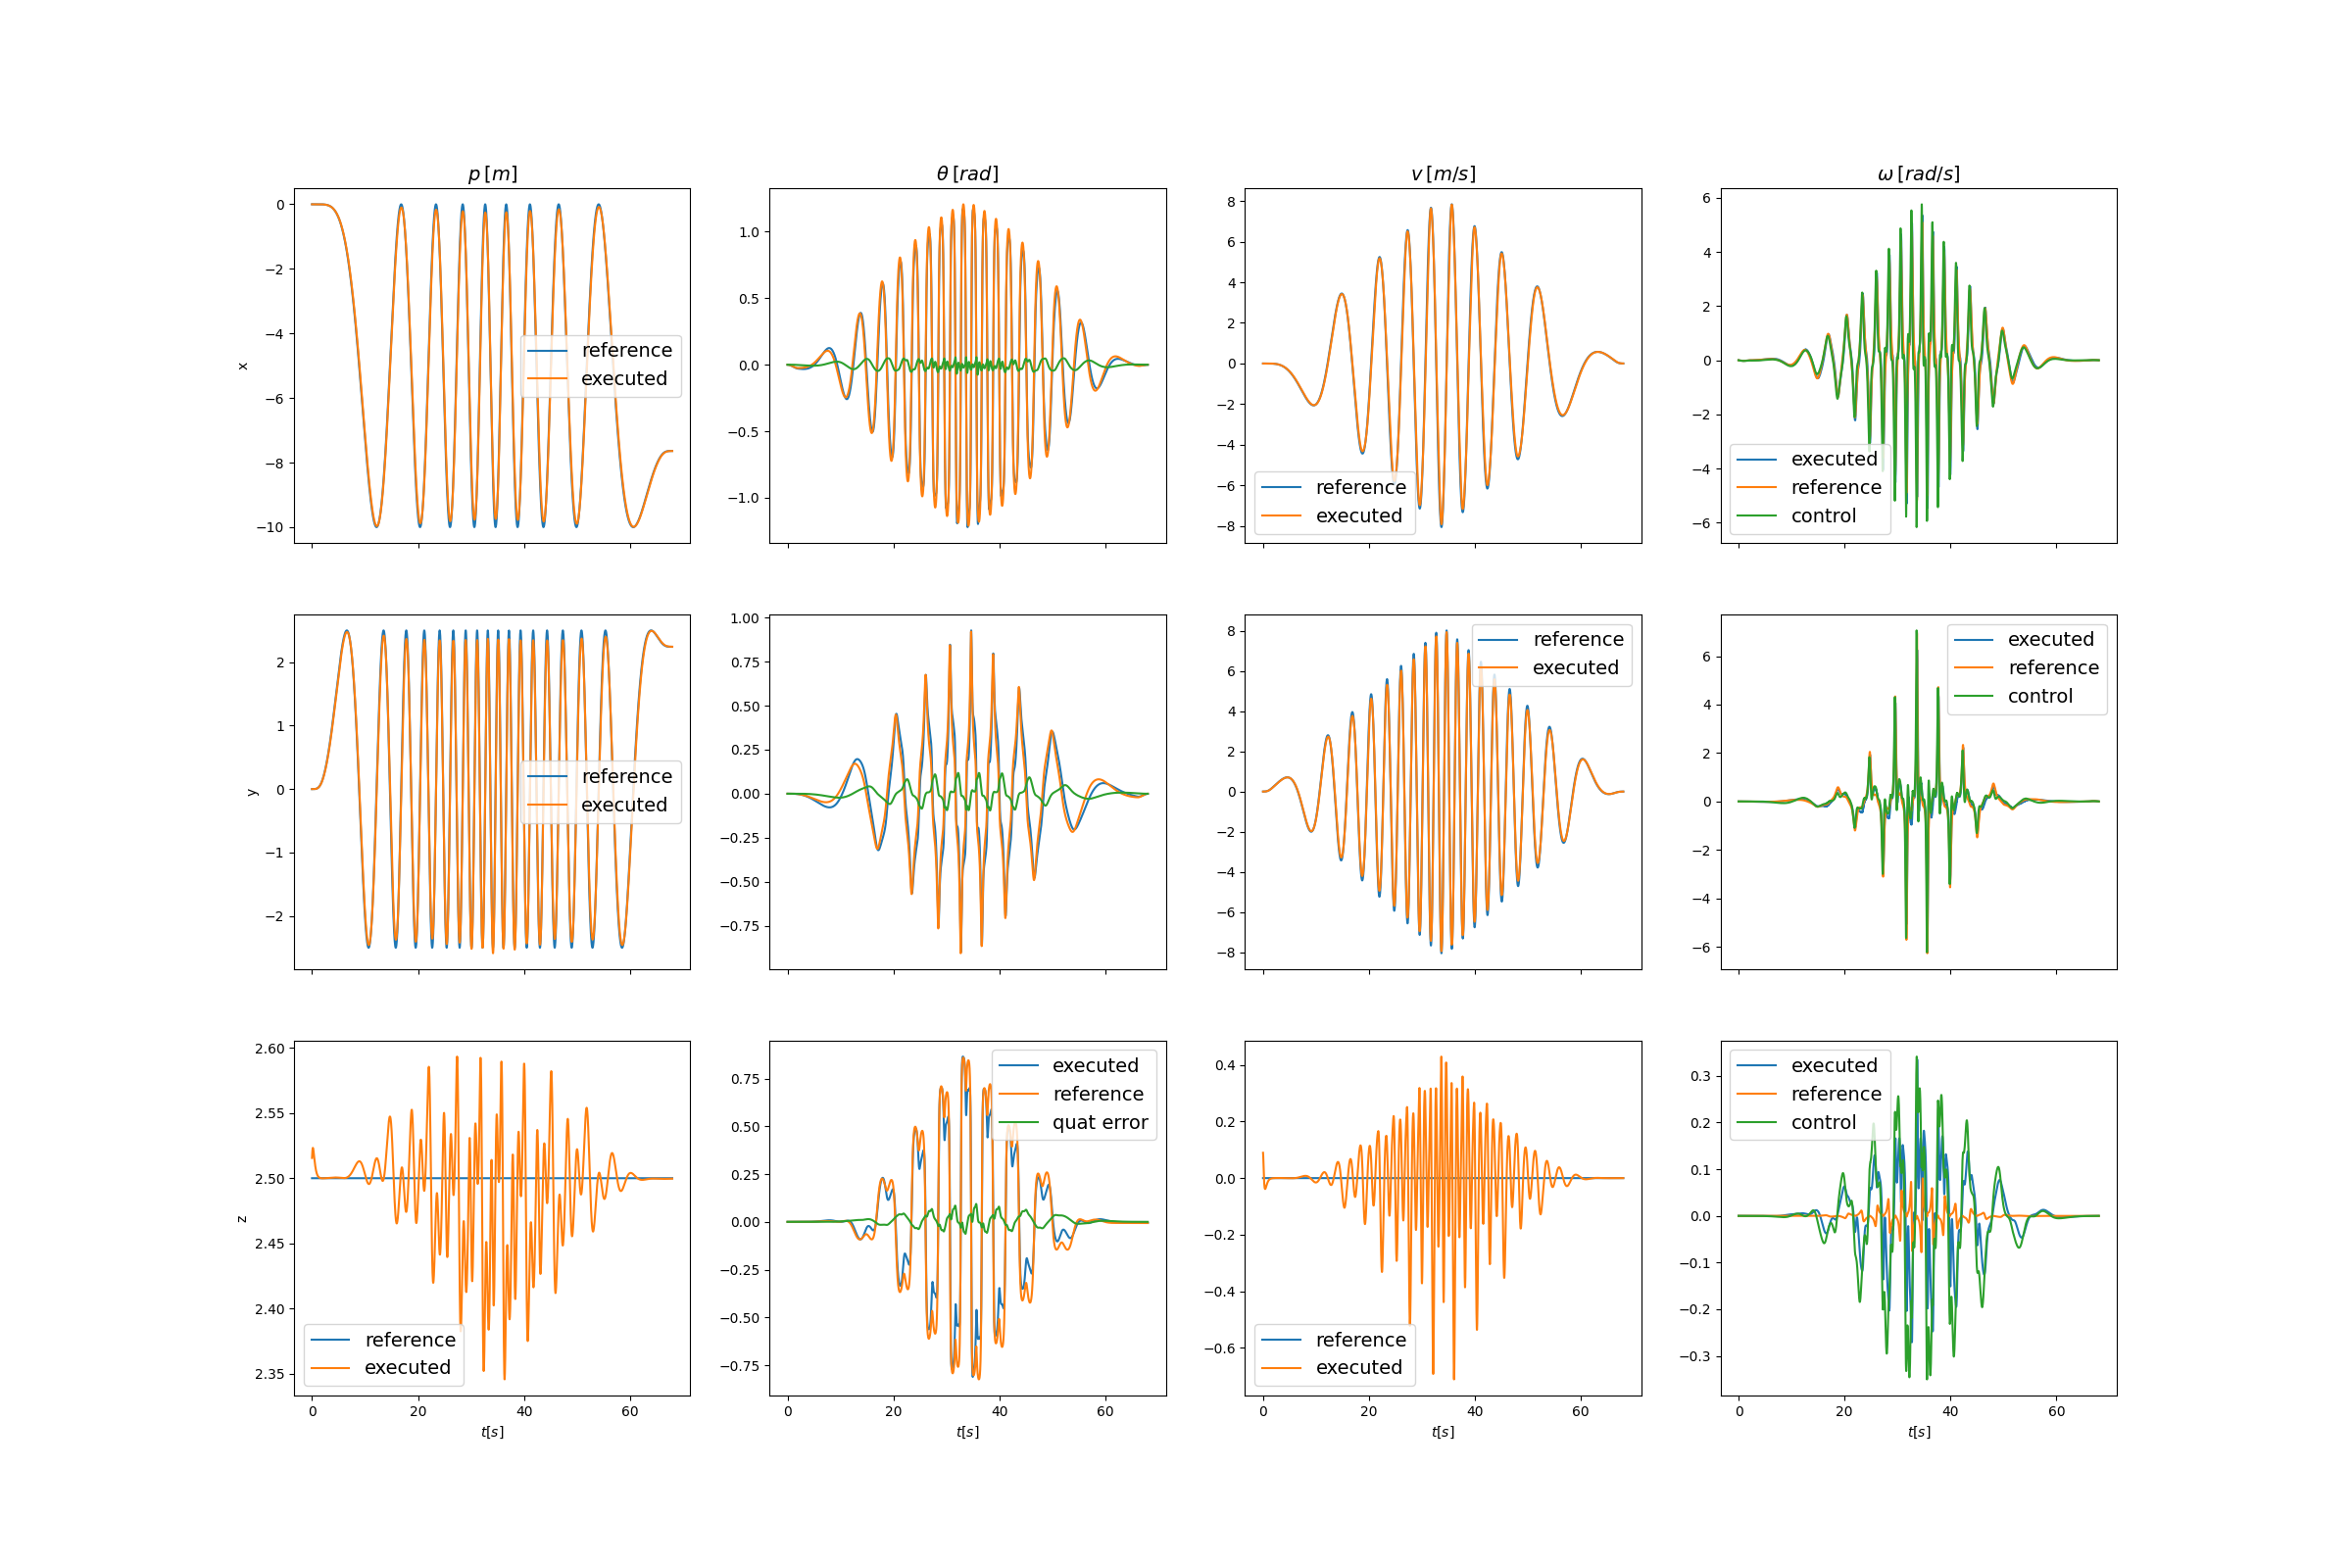 p [m]
θ [rad]
v [m/s]
ω [rad/s]
x
0
−2
−4
−6
−8
−10
reference
executed
1.0
0.5
0.0
−0.5
−1.0
8
6
4
2
0
−2
−4
−6
−8
reference
executed
6
4
2
0
−2
−4
−6
executed
reference
control
y
2
1
0
−1
−2
reference
executed
1.00
0.75
0.50
0.25
0.00
−0.25
−0.50
−0.75
8
6
4
2
0
−2
−4
−6
−8
reference
executed
6
4
2
0
−2
−4
−6
executed
reference
control
z
2.60
2.55
2.50
2.45
2.40
2.35
reference
executed
0 20 40 60
t[s]
0.75
0.50
0.25
0.00
−0.25
−0.50
−0.75
executed
reference
quat error
0 20 40 60
t[s]
0.4
0.2
0.0
−0.2
−0.4
−0.6
reference
executed
0 20 40 60
t[s]
0.3
0.2
0.1
0.0
−0.1
−0.2
−0.3
executed
reference
control
0 20 40 60
t[s]